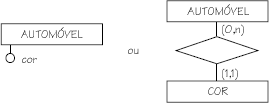 AUTOMÓVEL
cor
ou
AUTOMÓVEL
(0,n)
(1,1)
COR